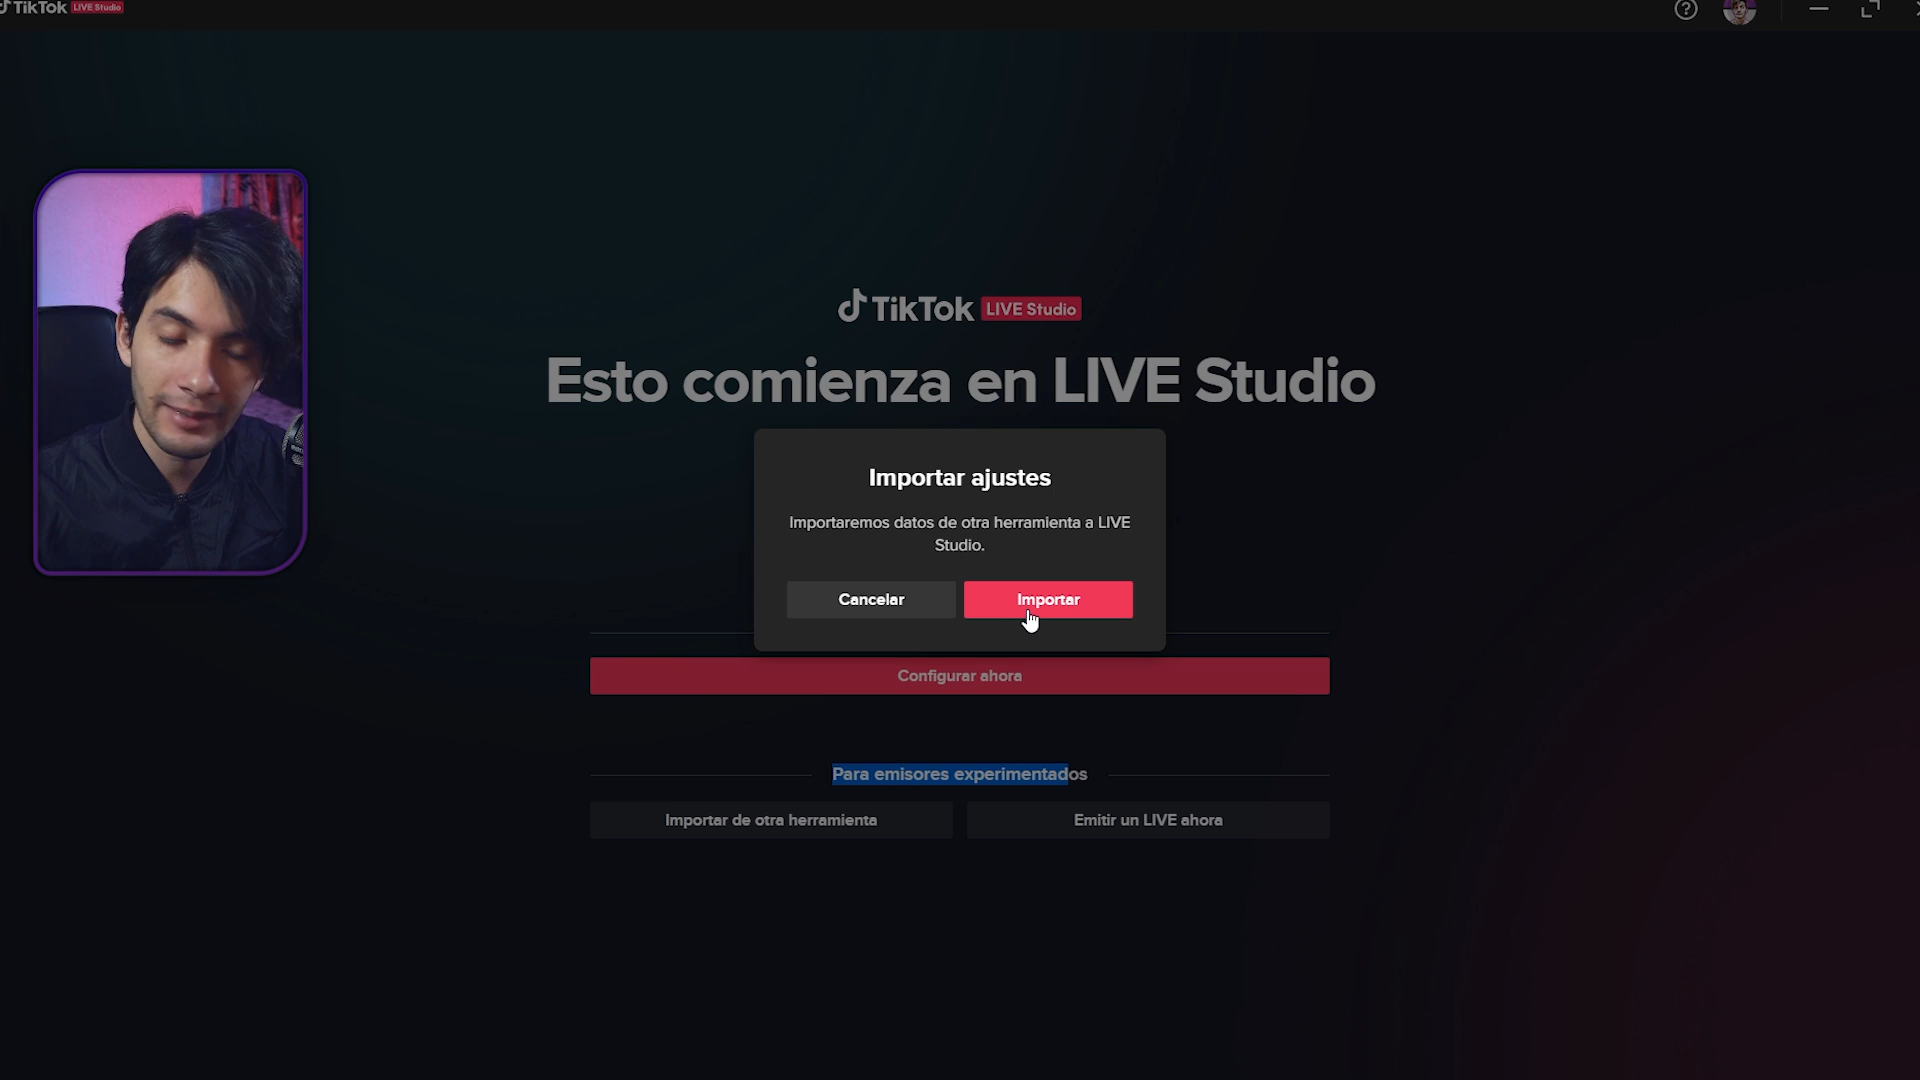 TikTok LIVE Studio
TikTok LIVE Studio
Esto comienza en LIVE Studio
Importar ajustes
Importaremos datos de otra herramienta a LIVE
Studio.
Cancelar
Importar
Configurar ahora
Para emisores experimentados
Importar de otra herramienta
Emitir un LIVE ahora